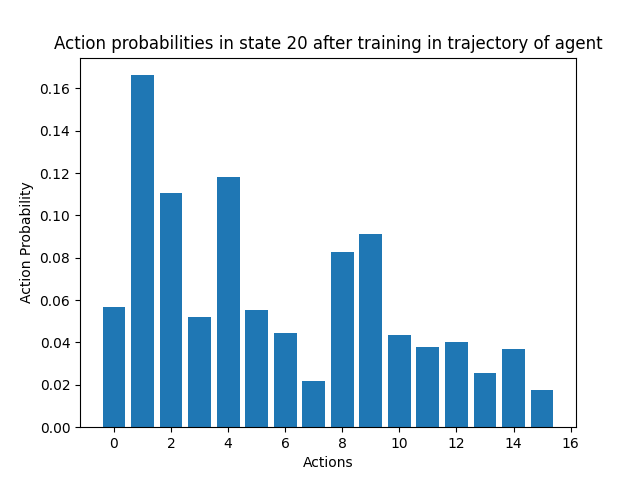 Action probabilities in state 20 after training in trajectory of agent
0.16
0.14
0.12
0.10
0.08
0.06
0.04
0.02
0.00
Action Probability
0 2 4 6 8 10 12 14 16
Actions